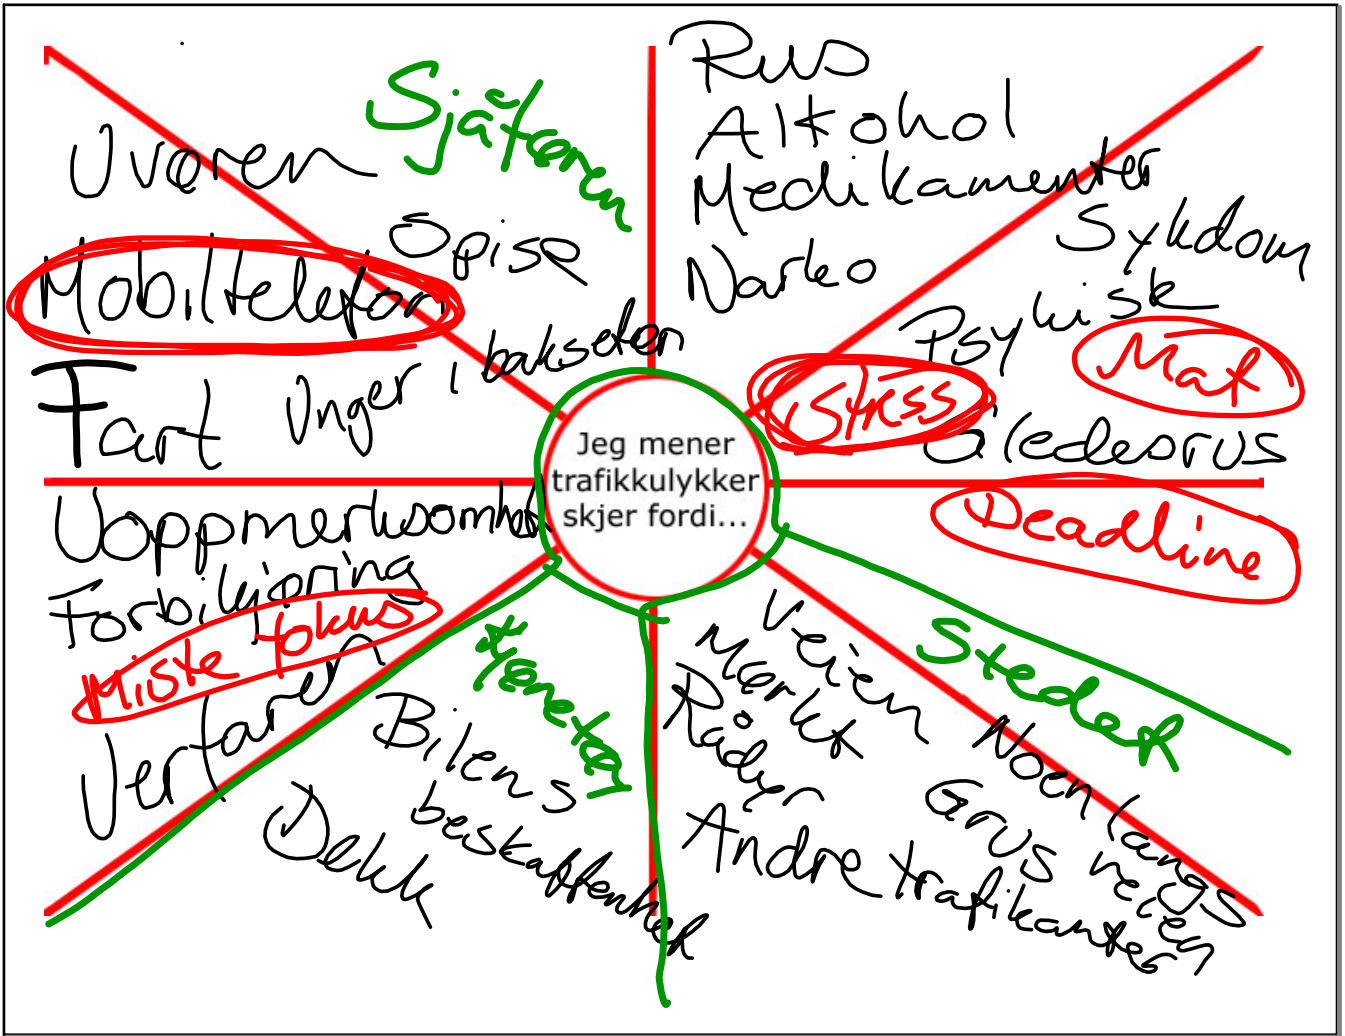 Sjåføren
Uvøren
Spise
Mobiltelefon
Fart
Unger i baksetet
Rus
Alkohol
Medikamenter
Narko
Sykdom
Psykisk
Mat
Stress
Gledesrus
Jeg mener
trafikkulykker
skjer fordi...
Deadline
Uoppmerksomhet
Forbikjøring
Miste fokus
Uerfaren
Kjøretøy
Bilens
beskaffenhet
Dekk
Steder
Veien
Mørkt
Rådyr
Noen langs
veien
Grus
Andre trafikanter